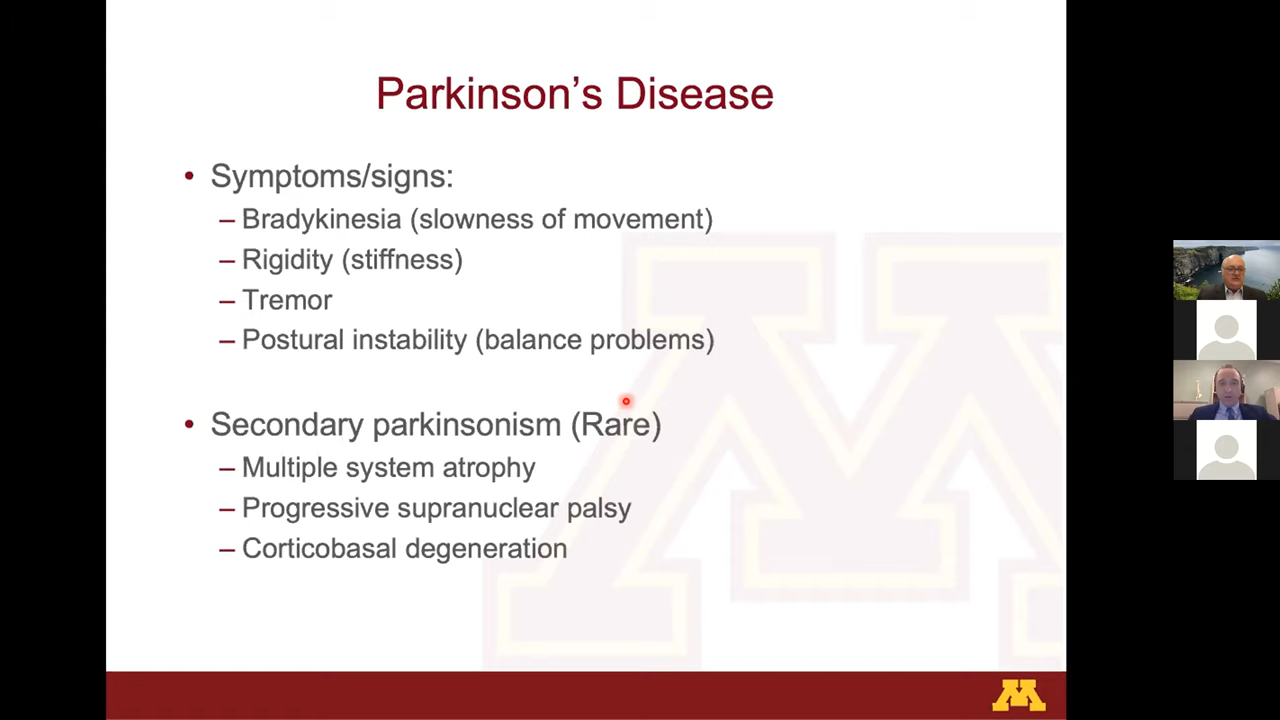 Parkinson’s Disease
• Symptoms/signs:
– Bradykinesia (slowness of movement)
– Rigidity (stiffness)
– Tremor
– Postural instability (balance problems)
• Secondary parkinsonism (Rare)
– Multiple system atrophy
– Progressive supranuclear palsy
– Corticobasal degeneration
M